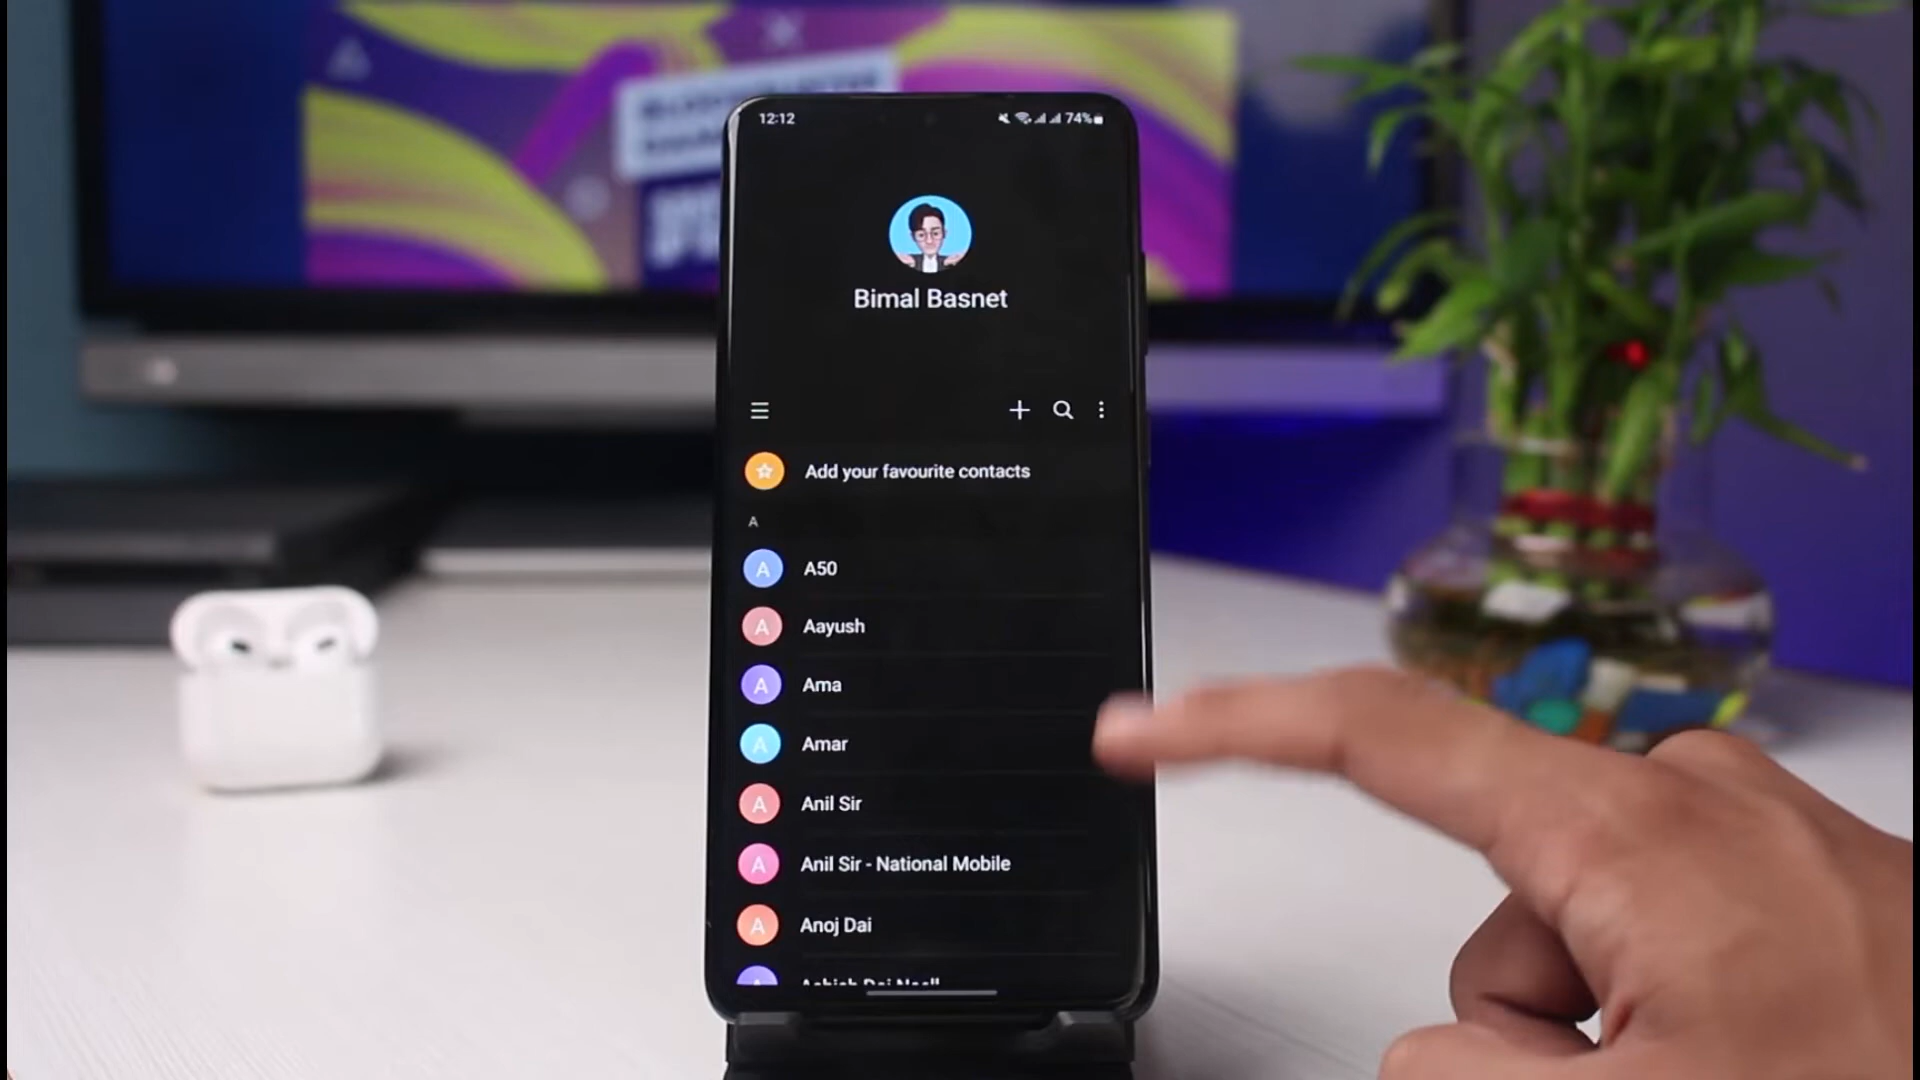 12:12
74%
Bimal Basnet
Add your favourite contacts
A
A A50
A Aayush
A Ama
A Amar
A Anil Sir
A Anil Sir - National Mobile
A Anoj Dai